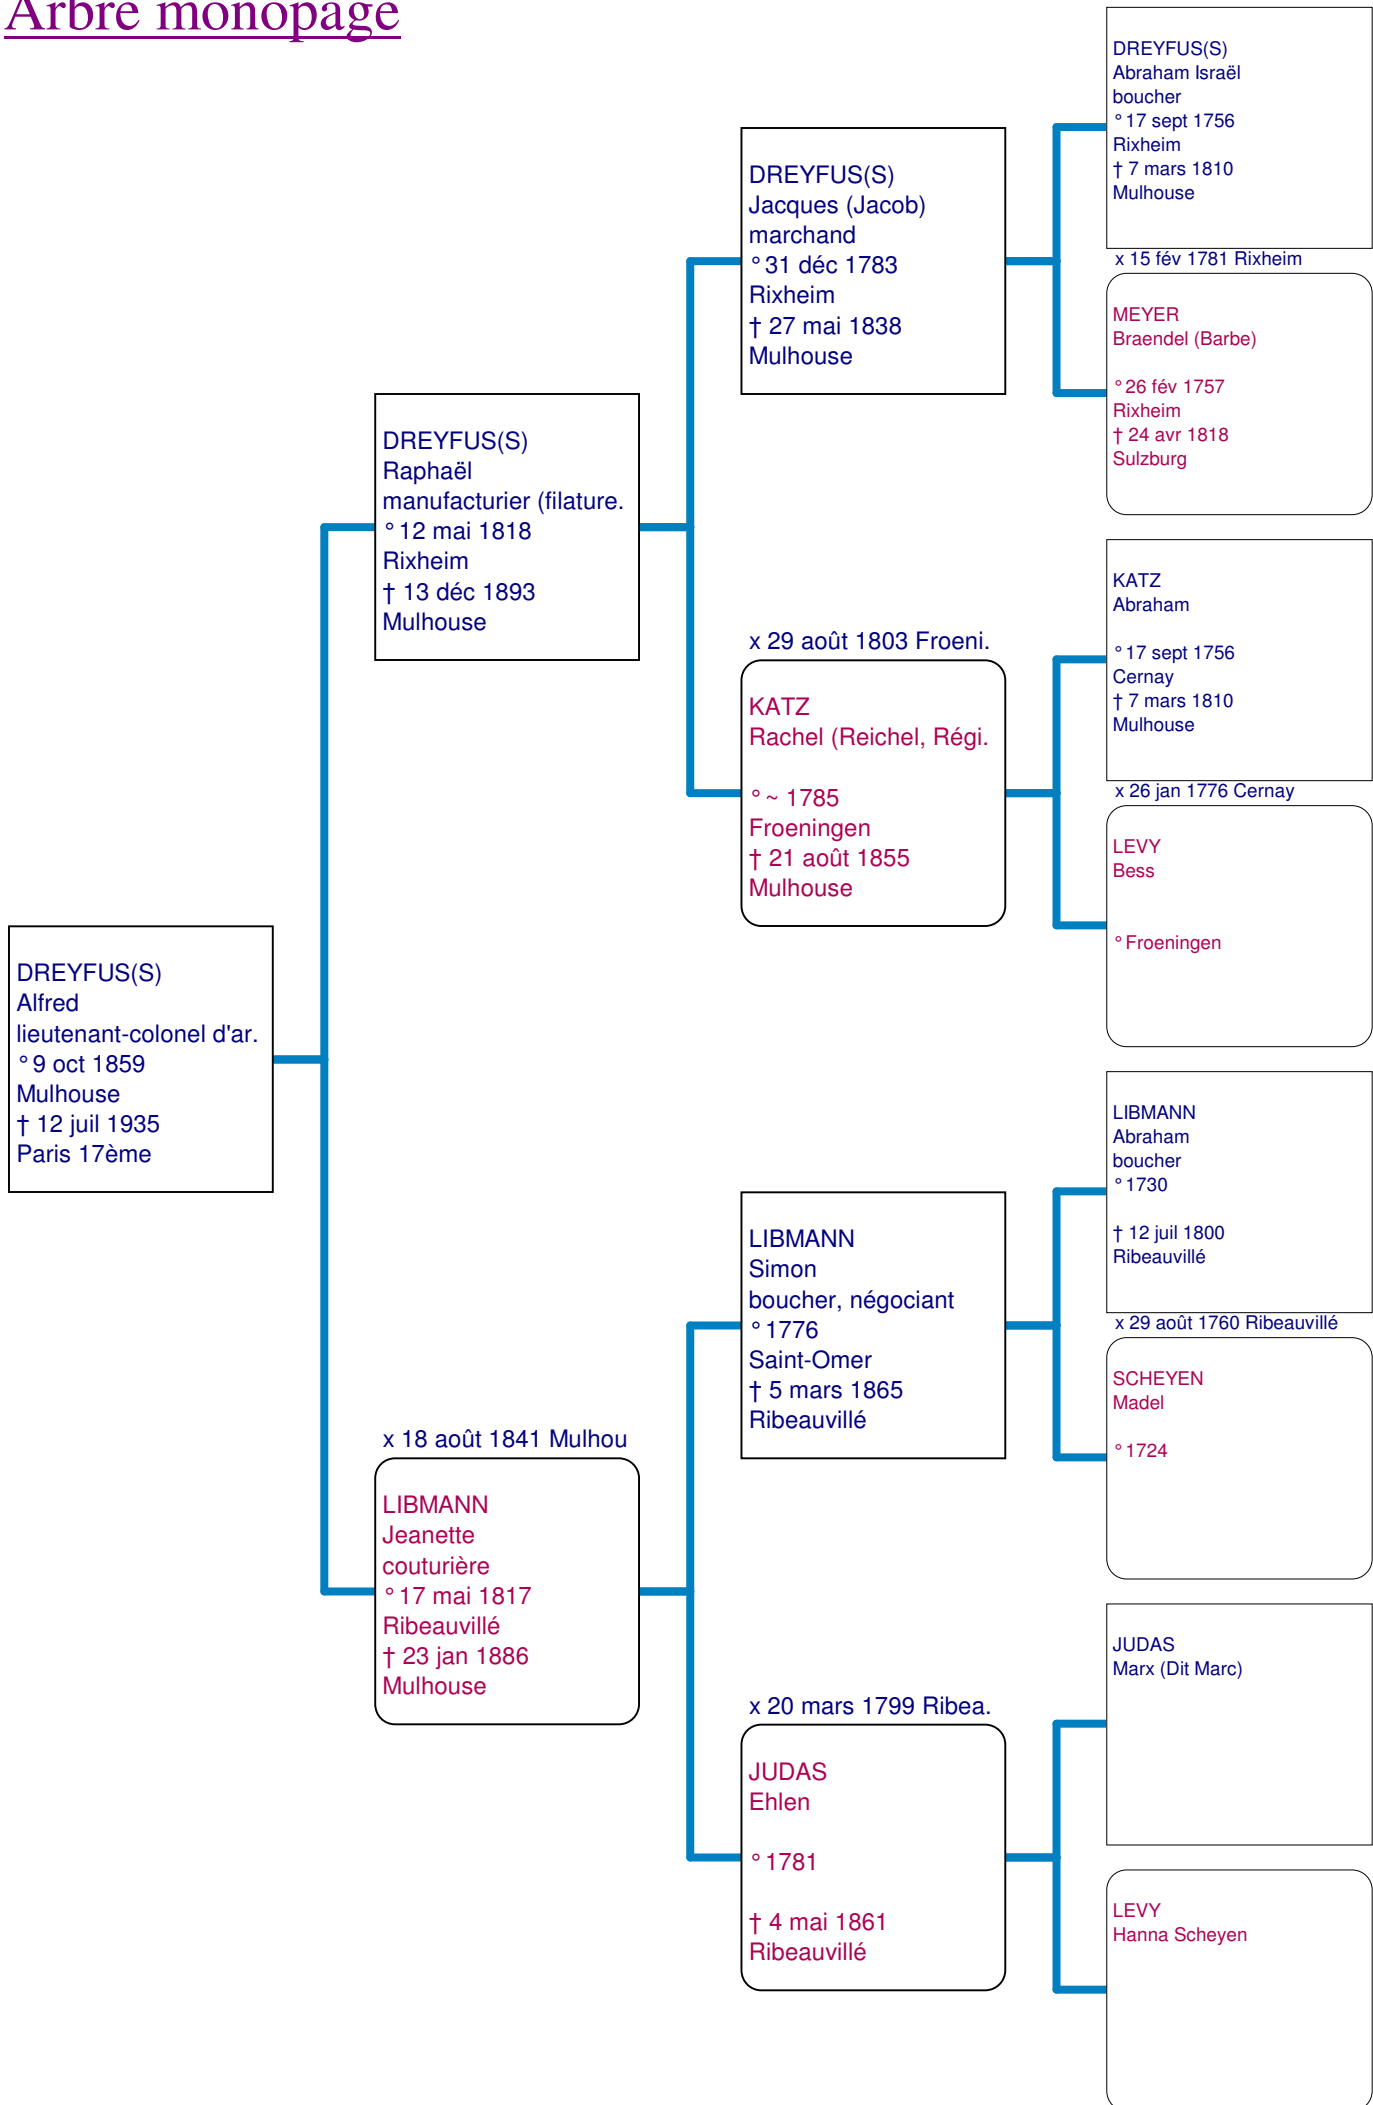 Arbre monopage
DREYFUS(S)
Abraham Israël
boucher
° 17 sept 1756
Rixheim
† 7 mars 1810
Mulhouse
x 15 fév 1781 Rixheim
MEYER
Braendel (Barbe)
° 26 fév 1757
Rixheim
† 24 avr 1818
Sulzburg
DREYFUS(S)
Jacques (Jacob)
marchand
° 31 déc 1783
Rixheim
† 27 mai 1838
Mulhouse
DREYFUS(S)
Raphaël
manufacturier (filature.
° 12 mai 1818
Rixheim
† 13 déc 1893
Mulhouse
x 29 août 1803 Froeni.
KATZ
Rachel (Reichel, Régi.
° ~ 1785
Froeningen
† 21 août 1855
Mulhouse
KATZ
Abraham
° 17 sept 1756
Cernay
† 7 mars 1810
Mulhouse
x 26 jan 1776 Cernay
LEVY
Bess
° Froeningen
DREYFUS(S)
Alfred
lieutenant-colonel d'ar.
° 9 oct 1859
Mulhouse
† 12 juil 1935
Paris 17ème
LIBMANN
Abraham
boucher
° 1730
† 12 juil 1800
Ribeauvillé
x 29 août 1760 Ribeauvillé
SCHEYEN
Madel
° 1724
LIBMANN
Simon
boucher, négociant
° 1776
Saint-Omer
† 5 mars 1865
Ribeauvillé
x 18 août 1841 Mulhou
LIBMANN
Jeanette
couturière
° 17 mai 1817
Ribeauvillé
† 23 jan 1886
Mulhouse
x 20 mars 1799 Ribea.
JUDAS
Ehlen
° 1781
† 4 mai 1861
Ribeauvillé
JUDAS
Marx (Dit Marc)
LEVY
Hanna Scheyen